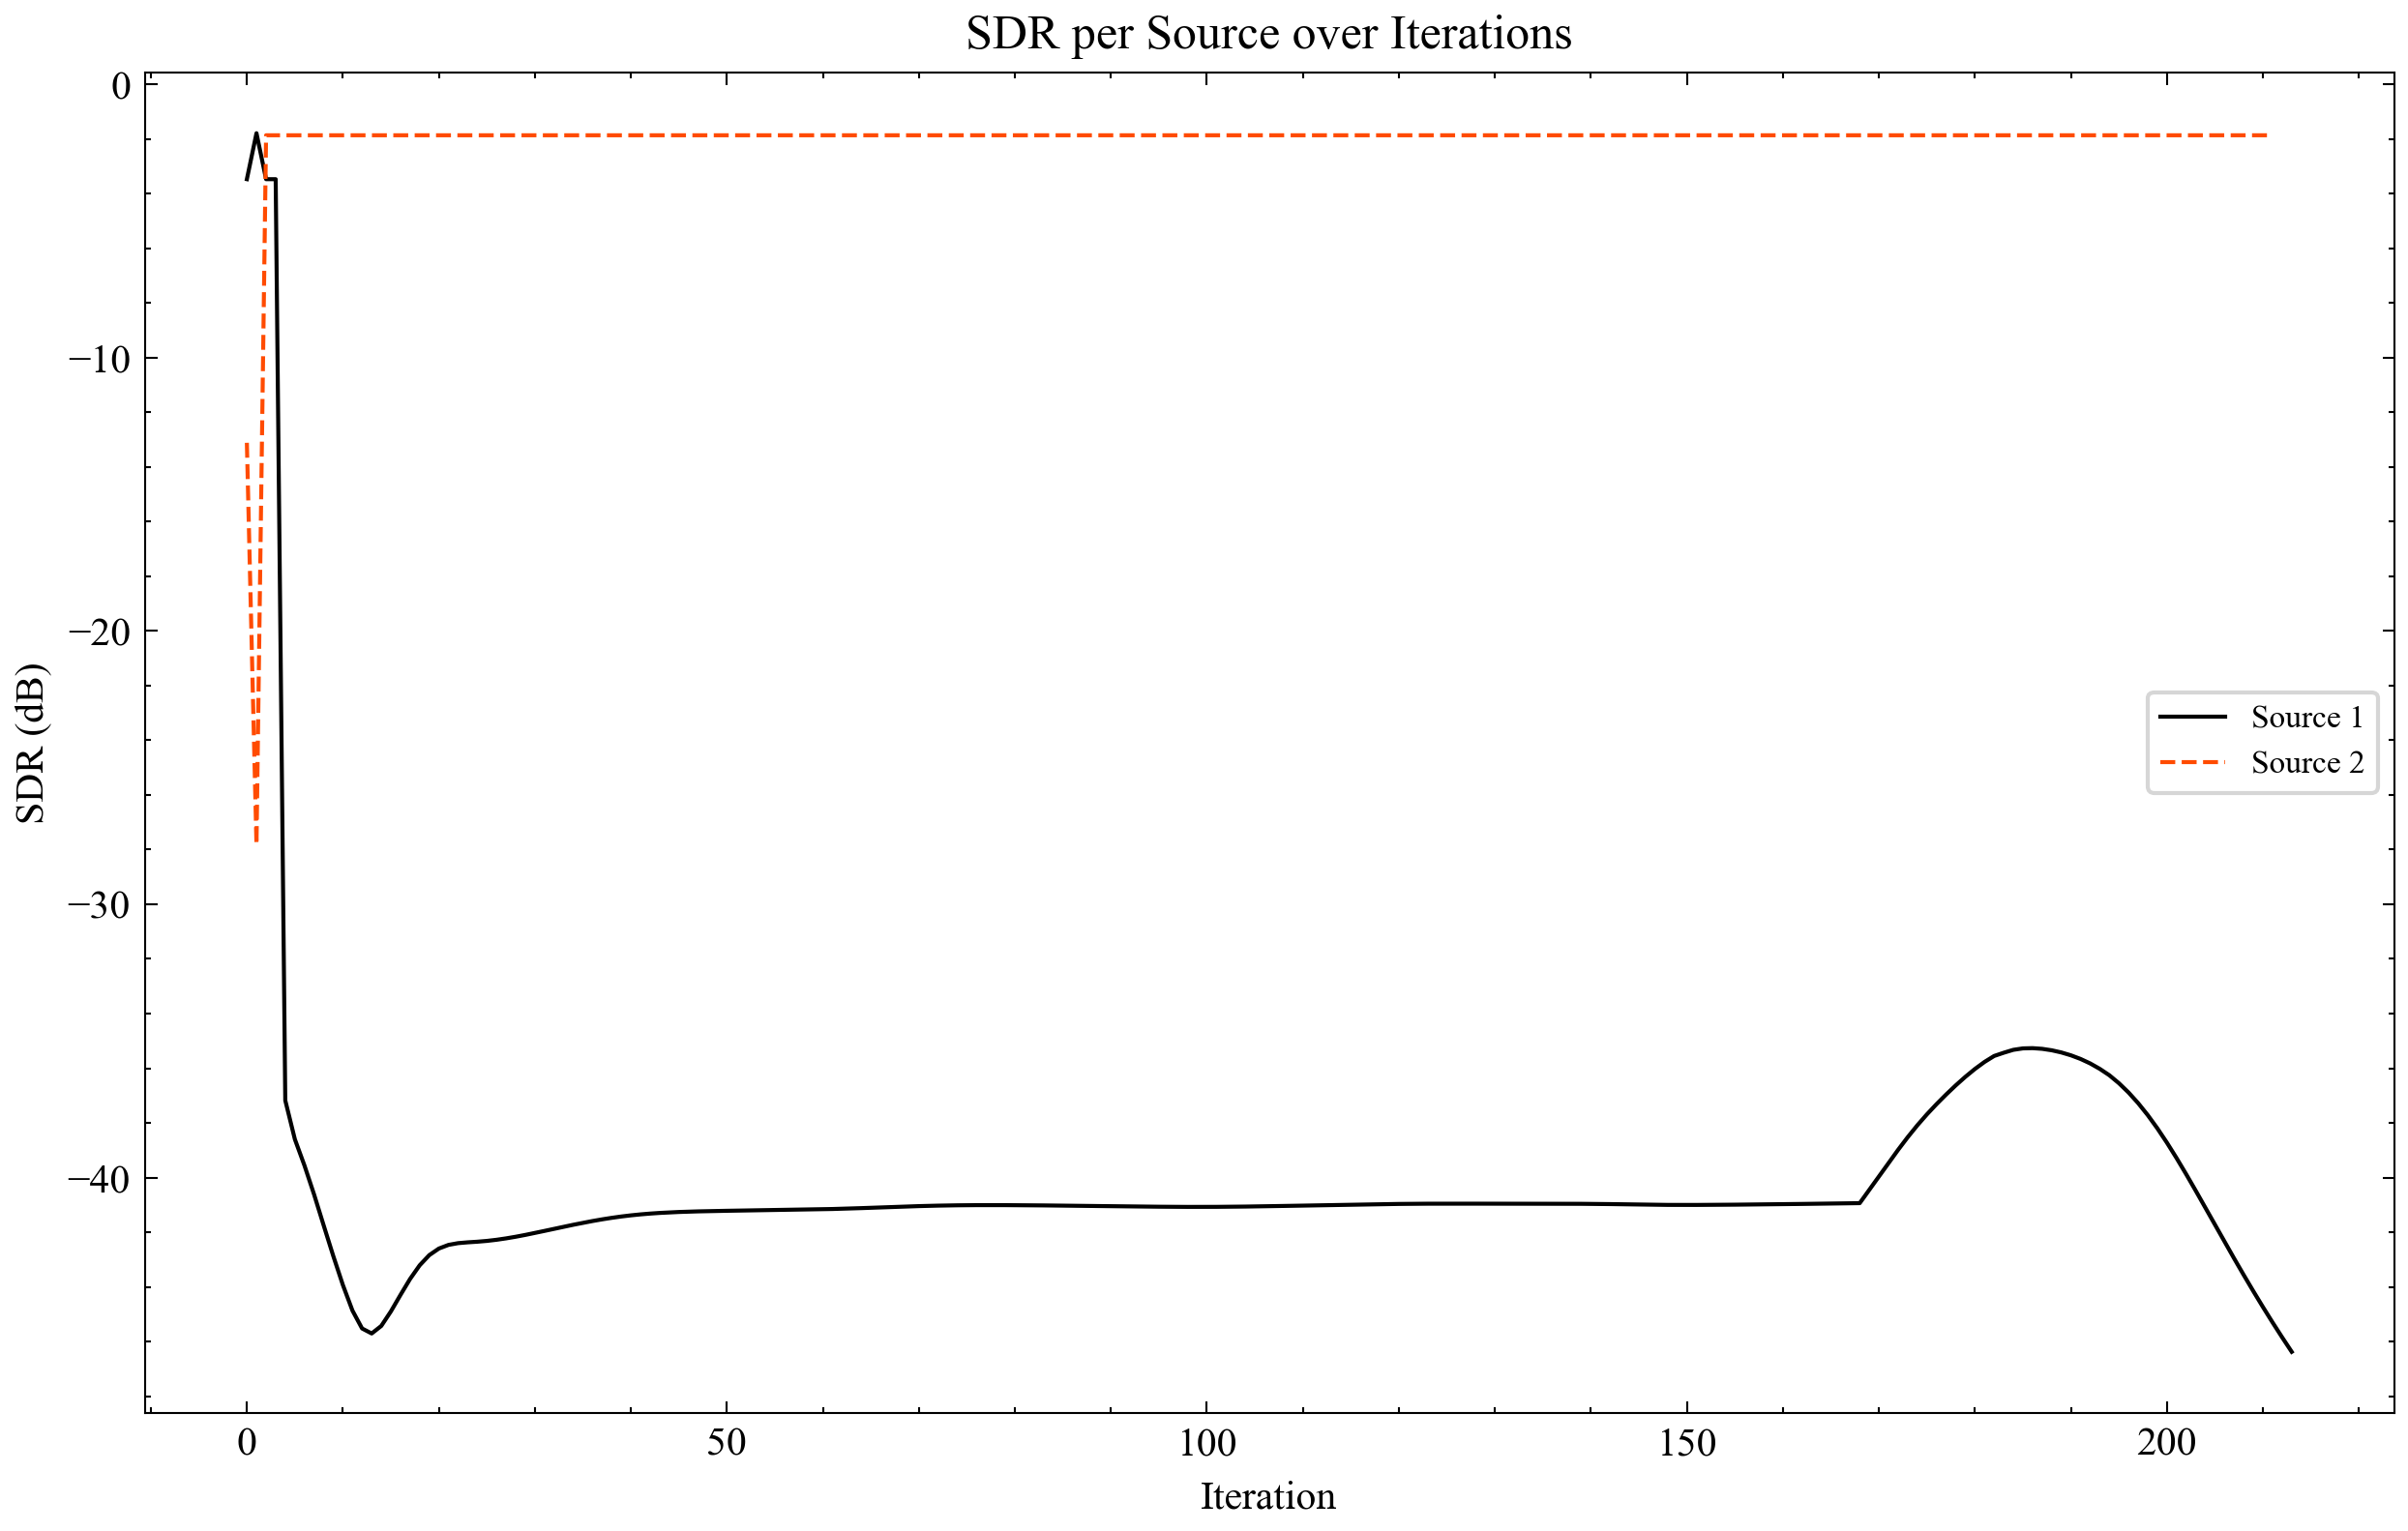 SDR per Source over Iterations
0
−10
−20
−30
−40
SDR (dB)
Source 1
Source 2
0 50 100 150 200
Iteration